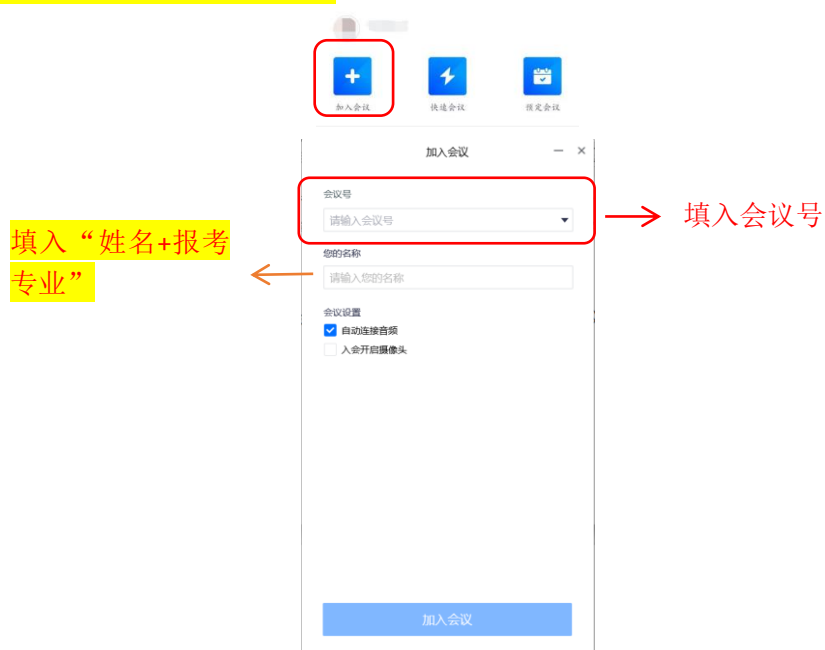 加入会议
快速会议
预定会议
加入会议
会议号
请输入会议号
填入会议号
您的名称
请输入您的名称
填入“姓名+报考
专业”
会议设置
自动连接音频
入会开启摄像头
加入会议